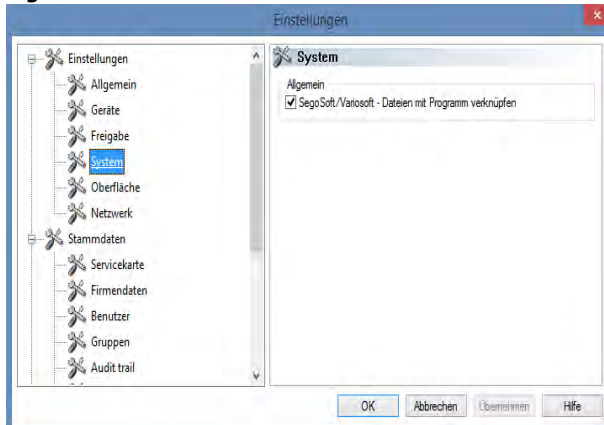 Einstellungen
Einstellungen
Allgemein
Geräte
Freigabe
System
Oberfläche
Netzwerk
Stammdaten
Servicekarte
Firmendaten
Benutzer
Gruppen
Audit trail
System
Allgemein
SegoSoft/Variosoft - Dateien mit Programm verknüpfen
OK
Abbrechen
Übernehmen
Hilfe